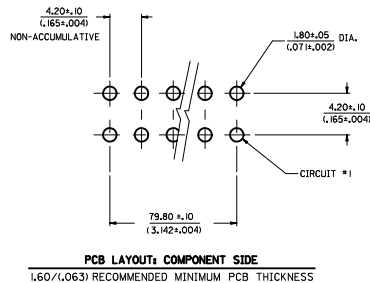 4.20±.10
(.165±.004)
NON-ACCUMULATIVE
1.80±.05 DIA.
(.071±.002)
4.20±.10
(.165±.004)
CIRCUIT #1
79.80 ±.10
(3.142±.004)
PCB LAYOUT: COMPONENT SIDE
1.60/(.063) RECOMMENDED MINIMUM PCB THICKNESS